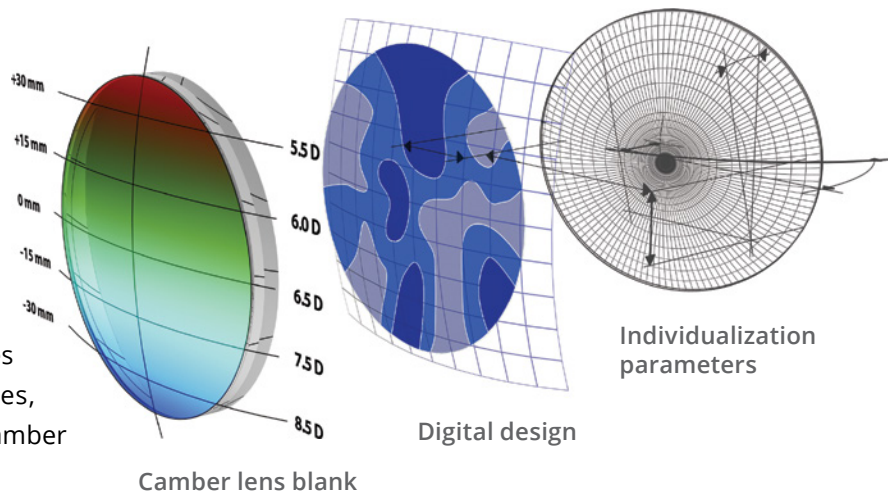 +30 mm
+15 mm
0 mm
-15 mm
-30 mm
5.5 D
6.0 D
6.5 D
7.5 D
8.5 D
es
es,
amber
Camber lens blank
Digital design
Individualization
parameters